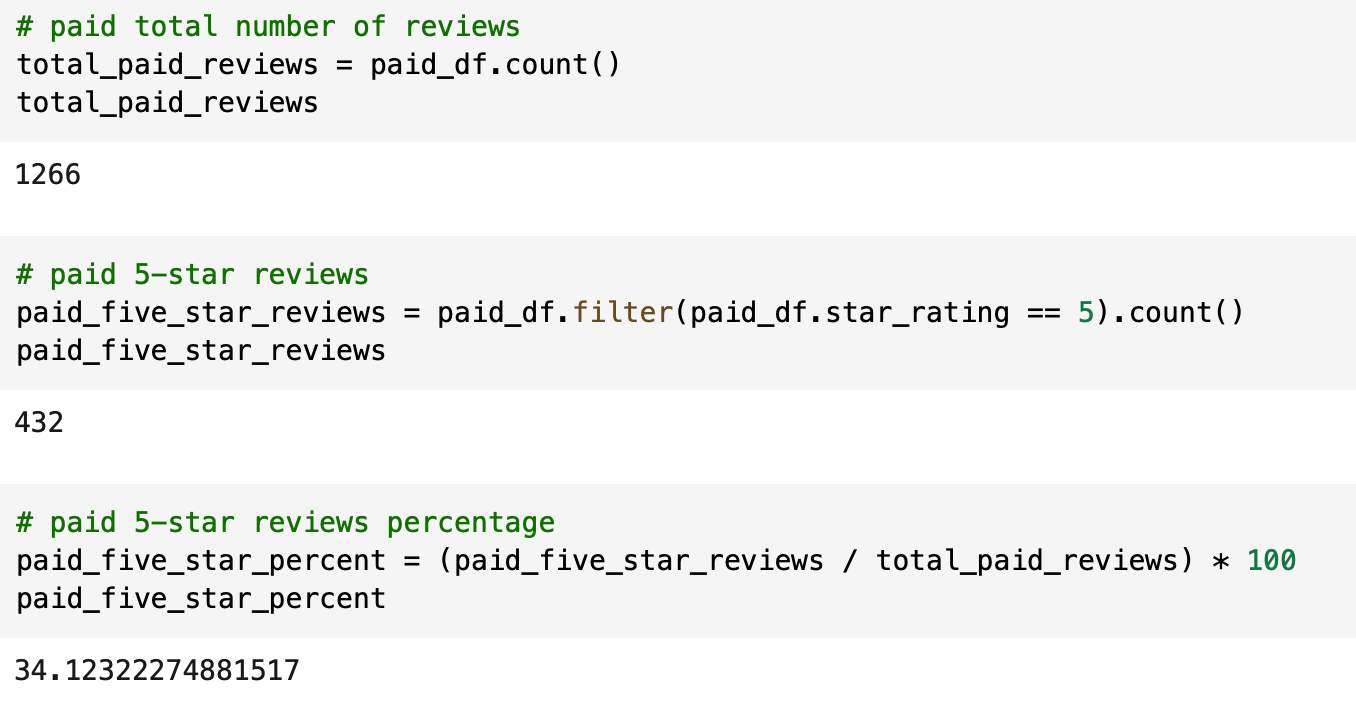 # paid total number of reviews
total_paid_reviews = paid_df.count()
total_paid_reviews
1266
# paid 5-star reviews
paid_five_star_reviews = paid_df.filter(paid_df.star_rating == 5).count()
paid_five_star_reviews
432
# paid 5-star reviews percentage
paid_five_star_percent = (paid_five_star_reviews / total_paid_reviews) * 100
paid_five_star_percent
34.12322274881517